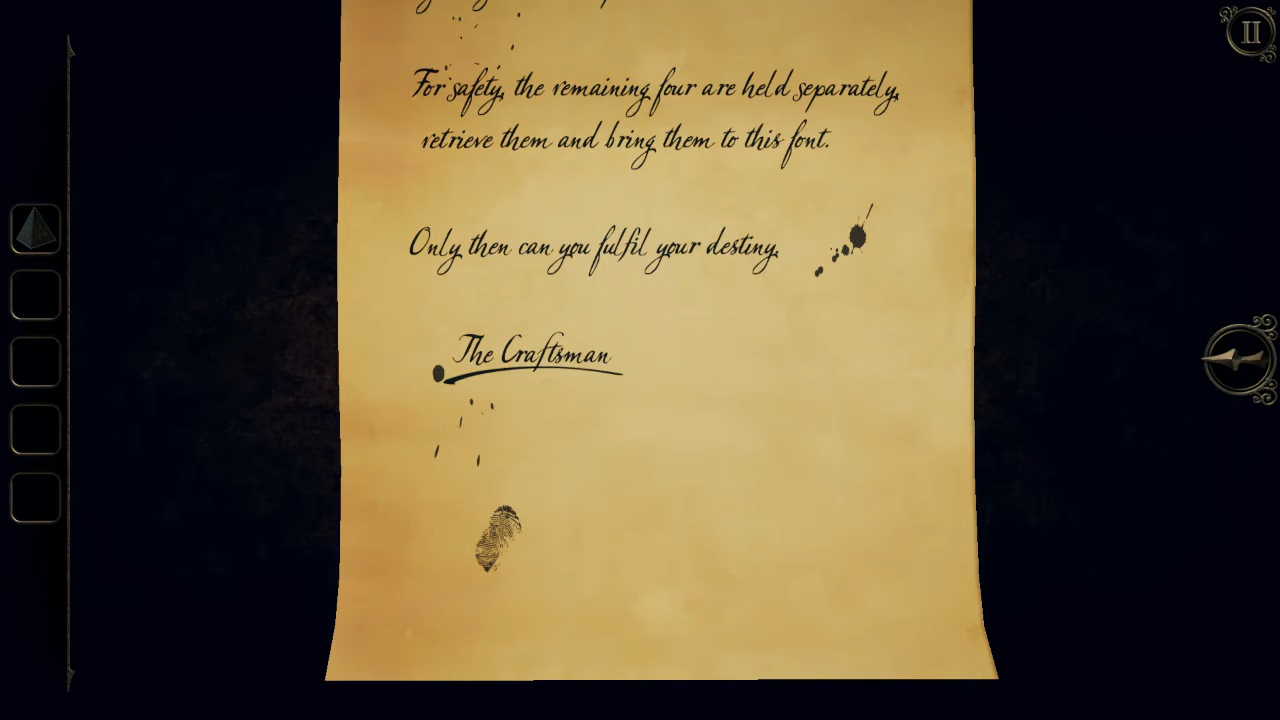 For safety, the remaining four are held separately,
retrieve them and bring them to this font.
Only then can you fulfil your destiny.
The Craftsman
II